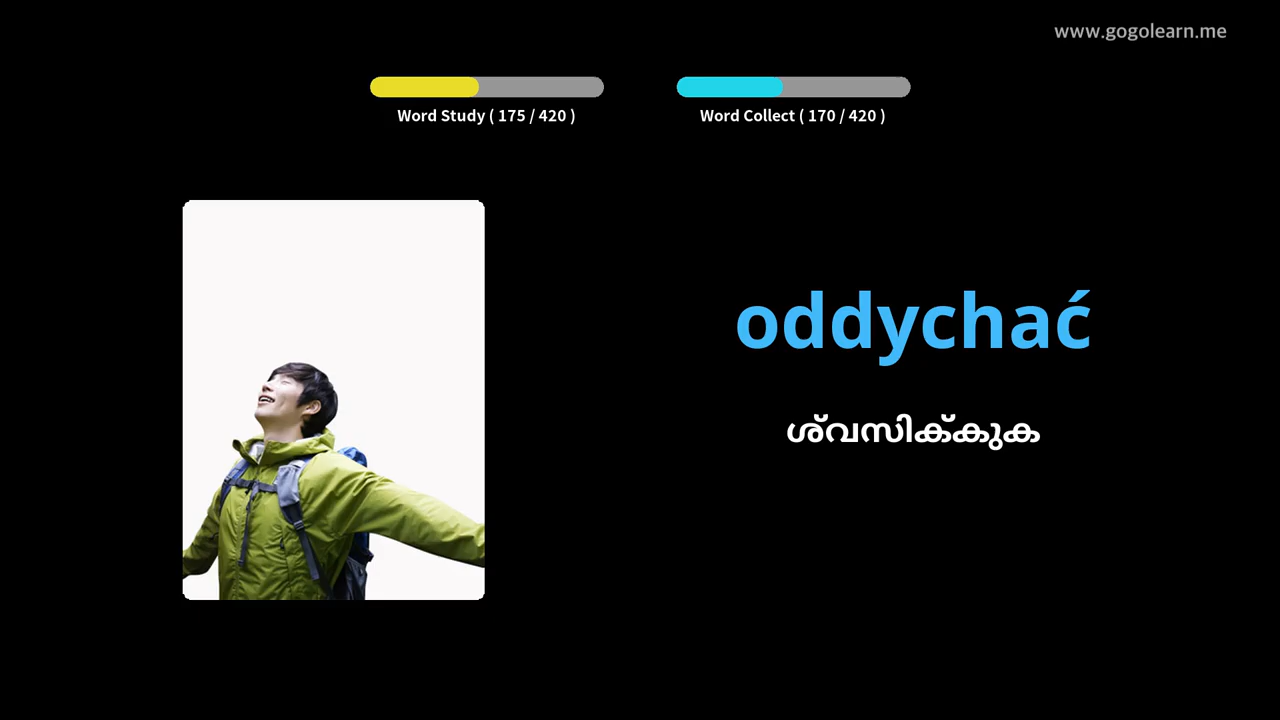 www.gogolearn.me
Word Study ( 175 / 420 )
Word Collect ( 170 / 420 )
oddychać
ശ്വസിക്കുക